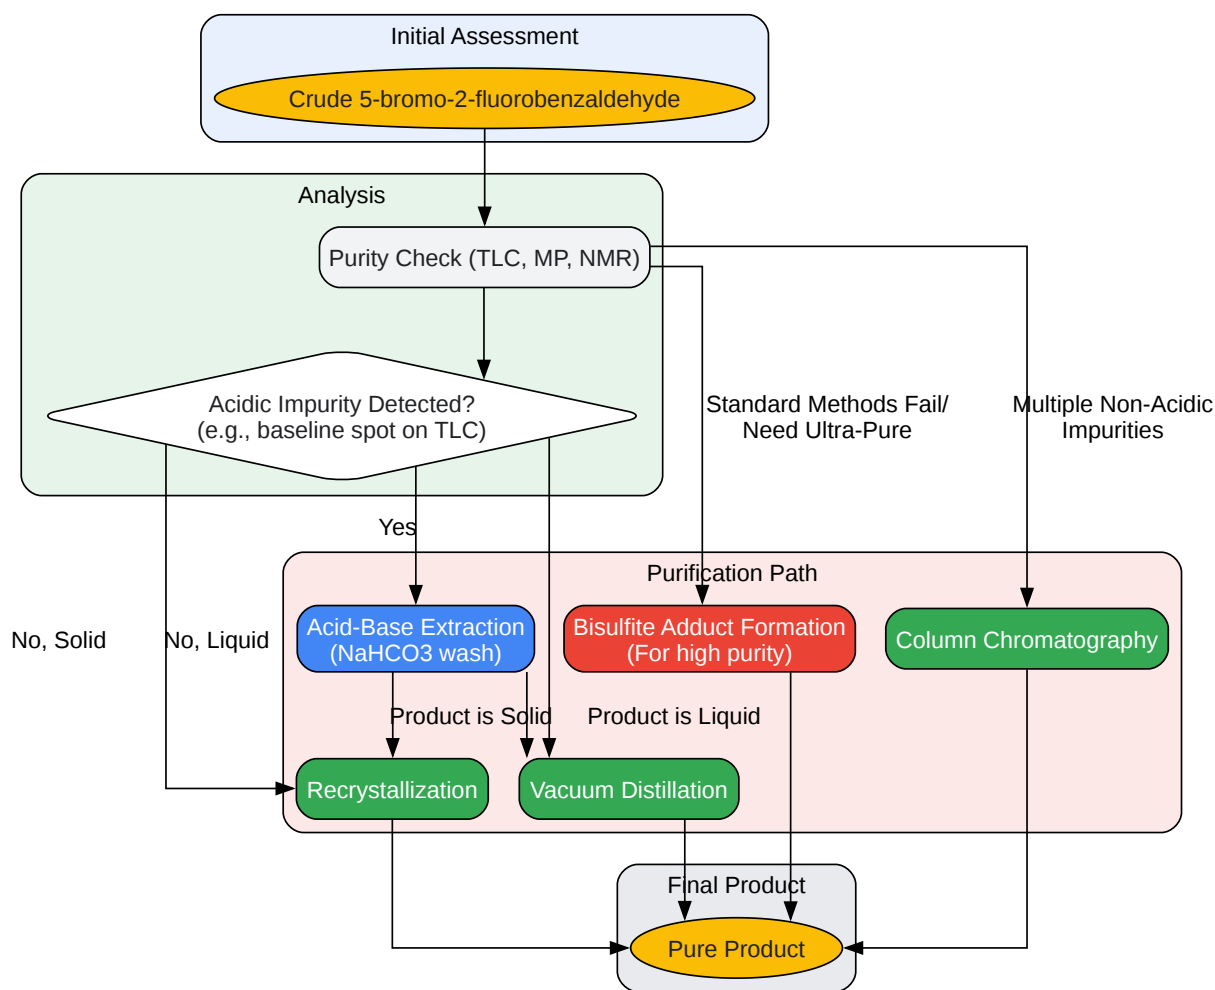 Initial Assessment
Crude 5-bromo-2-fluorobenzaldehyde
Analysis
Purity Check (TLC, MP, NMR)
Acidic Impurity Detected?
(e.g., baseline spot on TLC)
Standard Methods Fail/
Need Ultra-Pure
Multiple Non-Acidic
Impurities
Yes
No, Solid
No, Liquid
Purification Path
Acid-Base Extraction
(NaHCO3 wash)
Bisulfite Adduct Formation
(For high purity)
Column Chromatography
Product is Solid
Product is Liquid
Recrystallization
Vacuum Distillation
Final Product
Pure Product